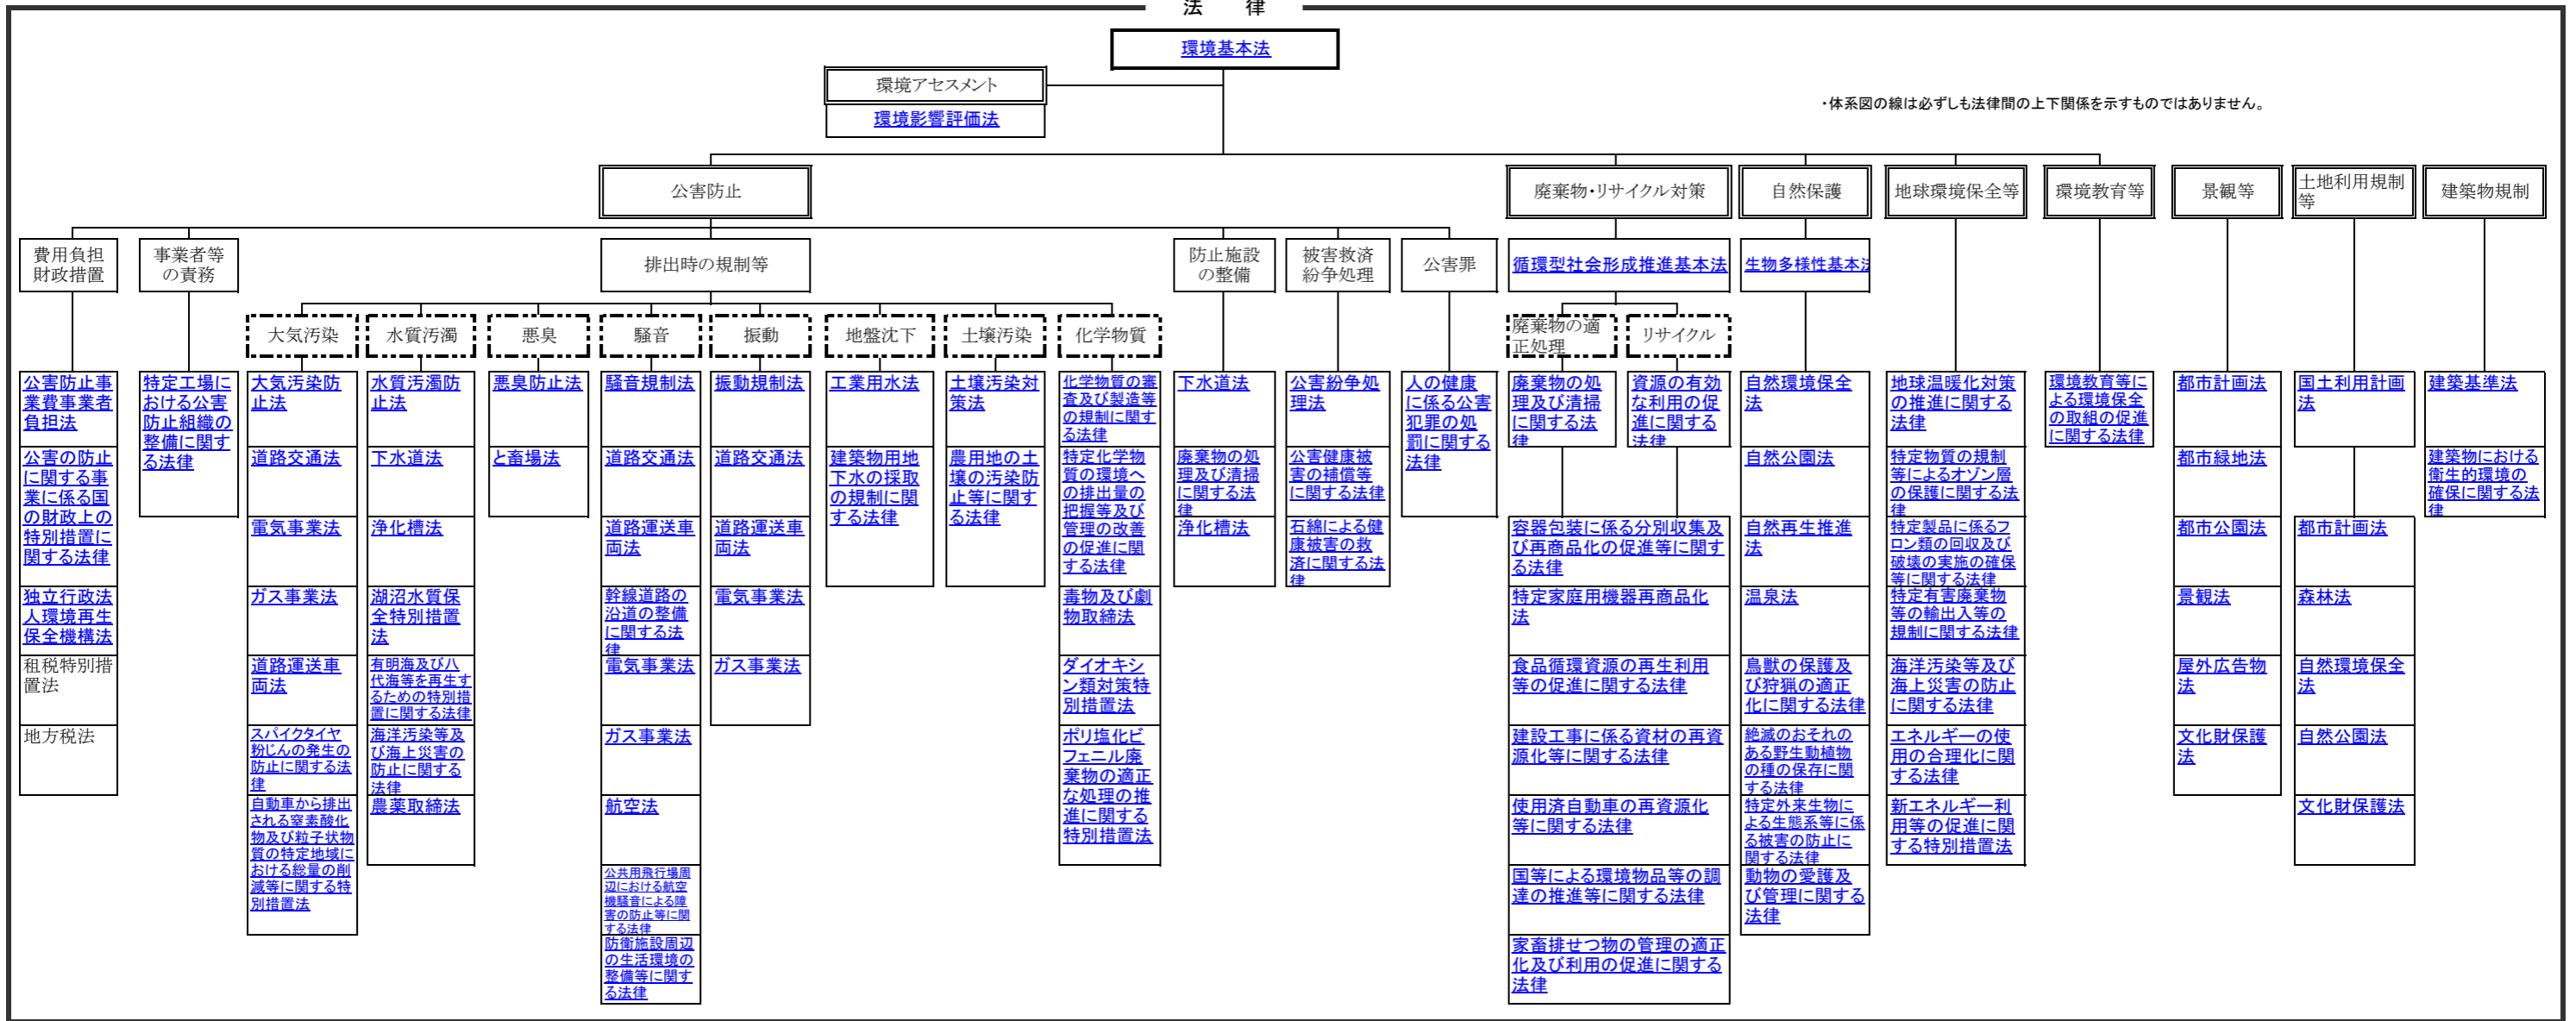 法　律
環境基本法
環境アセスメント
環境影響評価法
・体系図の線は必ずしも法律間の上下関係を示すものではありません。
公害防止
廃棄物・リサイクル対策
自然保護
地球環境保全等
環境教育等
景観等
土地利用規制
等
建築物規制
費用負担
財政措置
事業者等
の責務
排出時の規制等
防止施設
の整備
被害救済
紛争処理
公害罪
循環型社会形成推進基本法
生物多様性基本法
大気汚染
水質汚濁
悪臭
騒音
振動
地盤沈下
土壌汚染
化学物質
廃棄物の適
正処理
リサイクル
公害防止事
業費事業者
負担法
公害の防止
に関する事
業に係る国
の財政上の
特別措置に
関する法律
独立行政法
人環境再生
保全機構法
租税特別措
置法
地方税法
特定工場に
おける公害
防止組織の
整備に関す
る法律
大気汚染防
止法
道路交通法
電気事業法
ガス事業法
道路運送車
両法
スパイクタイヤ
粉じんの発生の
防止に関する法
律
自動車から排出
される窒素酸化
物及び粒子状物
質の特定地域に
おける総量の削
減等に関する特
別措置法
水質汚濁防
止法
下水道法
浄化槽法
湖沼水質保
全特別措置
法
有明海及び八
代海等を再生す
るための特別措
置に関する法律
海洋汚染等及
び海上災害の
防止に関する
法律
農薬取締法
悪臭防止法
と畜場法
騒音規制法
道路交通法
道路運送車
両法
幹線道路の
沿道の整備
に関する法
律
電気事業法
ガス事業法
航空法
公共用飛行場周
辺における航空
機騒音による障
害の防止等に関
する法律
防衛施設周辺
の生活環境の
整備等に関す
る法律
振動規制法
道路交通法
道路運送車
両法
電気事業法
ガス事業法
工業用水法
建築物用地
下水の採取
の規制に関
する法律
土壌汚染対
策法
農用地の土
壌の汚染防
止等に関す
る法律
化学物質の審
査及び製造等
の規制に関す
る法律
特定化学物
質の環境へ
の排出量の
把握等及び
管理の改善
の促進に関
する法律
毒物及び劇
物取締法
ダイオキシ
ン類対策特
別措置法
ポリ塩化ビ
フェニル廃
棄物の適正
な処理の推
進に関する
特別措置法
下水道法
廃棄物の処
理及び清掃
に関する法
律
浄化槽法
公害紛争処
理法
公害健康被
害の補償等
に関する法律
石綿による健
康被害の救
済に関する法
律
人の健康
に係る公害
犯罪の処
罰に関する
法律
廃棄物の処
理及び清掃
に関する法
律
資源の有効
な利用の促
進に関する
法律
容器包装に係る分別収集及
び再商品化の促進等に関す
る法律
特定家庭用機器再商品化
法
食品循環資源の再生利用
等の促進に関する法律
建設工事に係る資材の再資
源化等に関する法律
使用済自動車の再資源化
等に関する法律
国等による環境物品等の調
達の推進等に関する法律
家畜排せつ物の管理の適正
化及び利用の促進に関する
法律
自然環境保全
法
自然公園法
自然再生推進
法
温泉法
鳥獣の保護及
び狩猟の適正
化に関する法律
絶滅のおそれの
ある野生動植物
の種の保存に関
する法律
特定外来生物に
よる生態系等に係
る被害の防止に
関する法律
動物の愛護及
び管理に関する
法律
地球温暖化対策
の推進に関する
法律
特定物質の規制
等によるオゾン層
の保護に関する法
律
特定製品に係るフ
ロン類の回収及び
破壊の実施の確保
等に関する法律
特定有害廃棄物
等の輸出入等の
規制に関する法律
海洋汚染等及び
海上災害の防止
に関する法律
エネルギーの使
用の合理化に関
する法律
新エネルギー利
用等の促進に関
する特別措置法
環境教育等に
よる環境保全
の取組の促進
に関する法律
都市計画法
都市緑地法
都市公園法
景観法
屋外広告物
法
文化財保護
法
国土利用計画
法
都市計画法
森林法
自然環境保全
法
自然公園法
文化財保護法
建築基準法
建築物における
衛生的環境の
確保に関する法
律